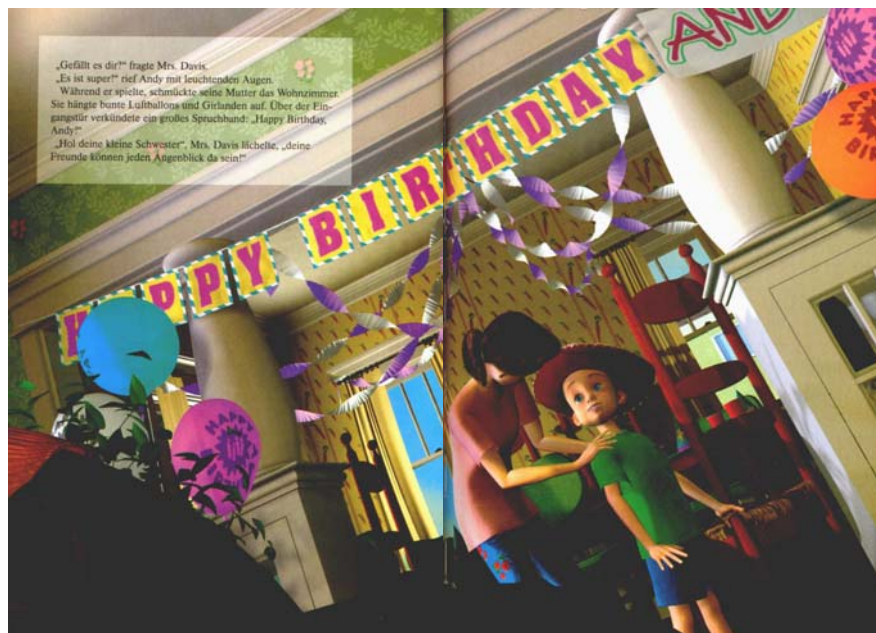 „Gefällt es dir?“ fragte Mrs. Davis.
„Es ist super!“ rief Andy mit leuchtenden Augen.
Während er spielte, schmückte seine Mutter das Wohnzimmer.
Sie hängte bunte Luftballons und Girlanden auf. Über der Ein-
gangstür verkündete ein großes Spruchband: „Happy Birthday,
Andy!“
„Hol deine kleine Schwester“, Mrs. Davis lächelte, „deine
Freunde können jeden Augenblick da sein!“
HAPPY BIRTHDAY
AND
HAPPY
BIR
HAPPY